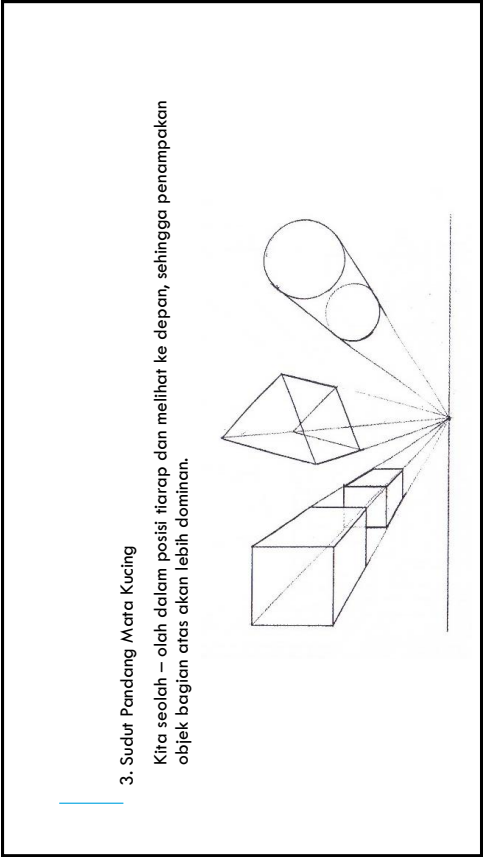 3. Sudut Pandang Mata Kucing
Kita seolah – olah dalam posisi tiarap dan melihat ke depan, sehingga penampakan
objek bagian atas akan lebih dominan.